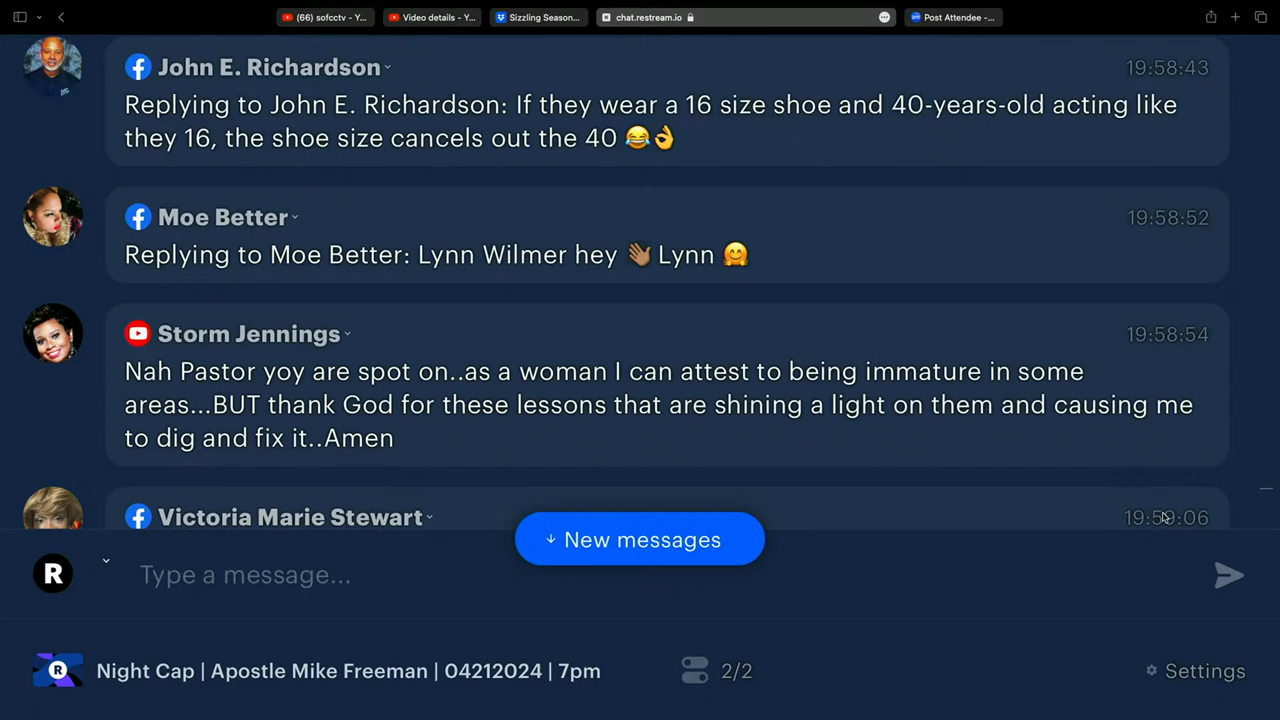 (66) sofcctv - Y...
Video details - Y...
Sizzling Season...
chat.restream.io
Post Attendee -...
John E. Richardson
19:58:43
Replying to John E. Richardson: If they wear a 16 size shoe and 40-years-old acting like
they 16, the shoe size cancels out the 40 😂👌
Moe Better
19:58:52
Replying to Moe Better: Lynn Wilmer hey 👋🏽 Lynn 🤗
Storm Jennings
19:58:54
Nah Pastor yoy are spot on..as a woman I can attest to being immature in some
areas...BUT thank God for these lessons that are shining a light on them and causing me
to dig and fix it..Amen
Victoria Marie Stewart
19:59:06
↓ New messages
R
Type a message...
R
Night Cap | Apostle Mike Freeman | 04212024 | 7pm
2/2
Settings